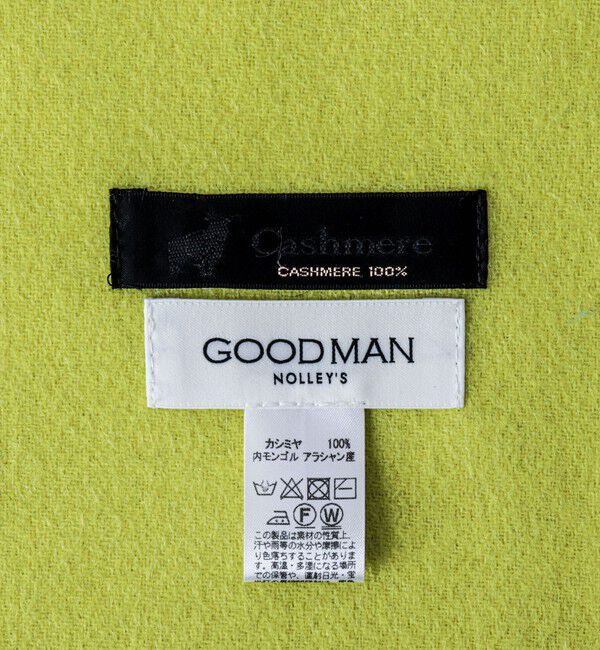 Cashmere
CASHMERE 100%
GOODMAN
NOLLEY'S
カシミヤ 100%
内モンゴル アラシャン産
F W
この製品は素材の性質上、
汗や雨等の水分や摩擦によ
り色落ちすることがありま
す。高温・多湿になる場所
での保管や、直射日光・蛍